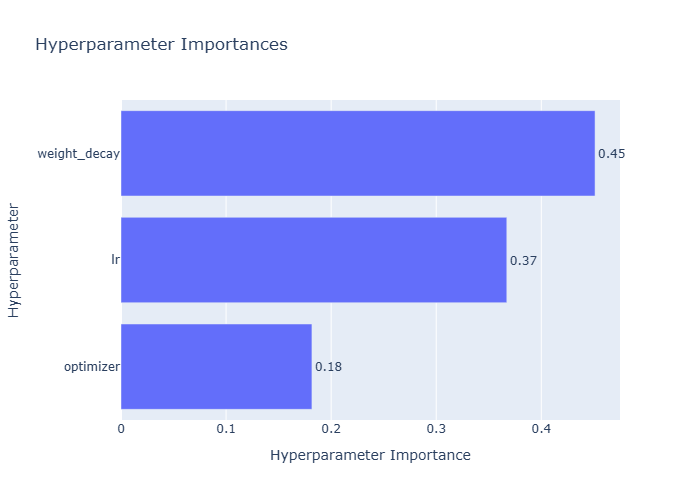 Hyperparameter Importances
Hyperparameter
weight_decay
0.45
lr
0.37
optimizer
0.18
0
0.1
0.2
0.3
0.4
Hyperparameter Importance